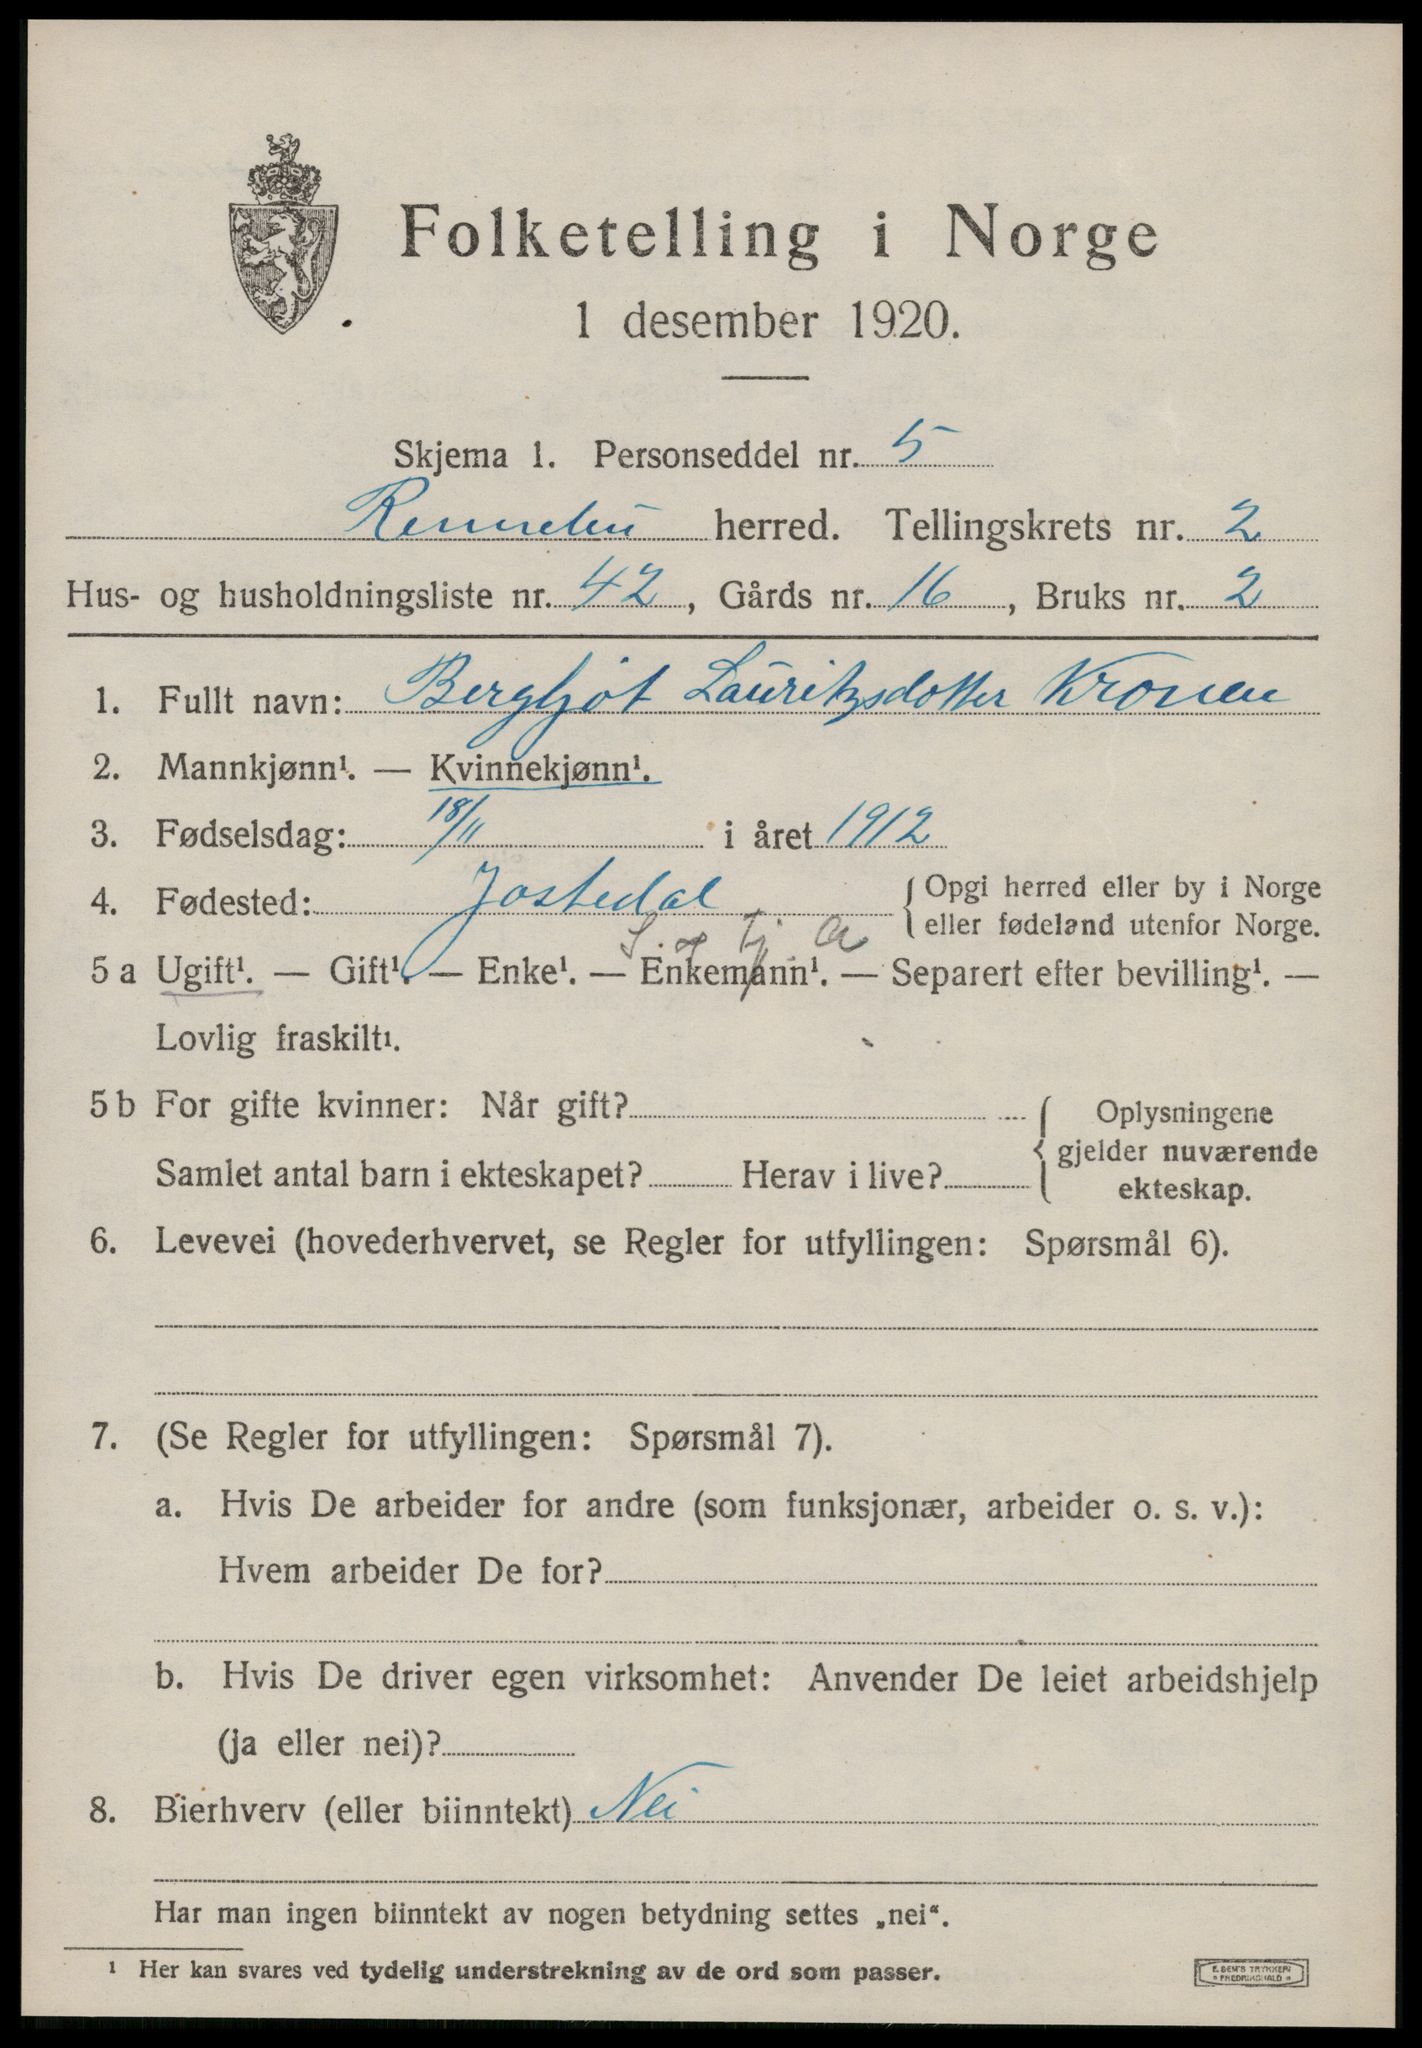 Folketelling i Norge
1 desember 1920.
Skjema 1. Personseddel nr. 5
Rennebu herred. Tellingskrets nr. 2
Hus- og husholdningsliste nr. 42, Gårds nr. 16, Bruks nr. 2
1. Fullt navn: Bergljót Lauritzsdotter Kronen
2. Mannkjønn¹. — Kvinnekjønn¹.
3. Fødselsdag: 18/11 i året 1912
4. Fødested: Jostedal {Opgi herred eller by i Norge
eller fødeland utenfor Norge.
5 a Ugift¹. — Gift¹. — Enke¹. — Enkemann¹. — Separert efter bevilling¹. —
Lovlig fraskilt¹.
5 b For gifte kvinner: Når gift? {Oplysningene
gjelder nuværende
Samlet antal barn i ekteskapet? Herav i live? ekteskap.
6. Levevei (hovederhvervet, se Regler for utfyllingen: Spørsmål 6).
7. (Se Regler for utfyllingen: Spørsmål 7).
a. Hvis De arbeider for andre (som funksjonær, arbeider o. s. v.):
Hvem arbeider De for?
b. Hvis De driver egen virksomhet: Anvender De leiet arbeidshjelp
(ja eller nei)?
8. Bierhverv (eller biinntekt) Nei
Har man ingen biinntekt av nogen betydning settes „nei“.
¹ Her kan svares ved tydelig understrekning av de ord som passer.
E. SEM'S TRYKKERI
FREDRIKSHALD